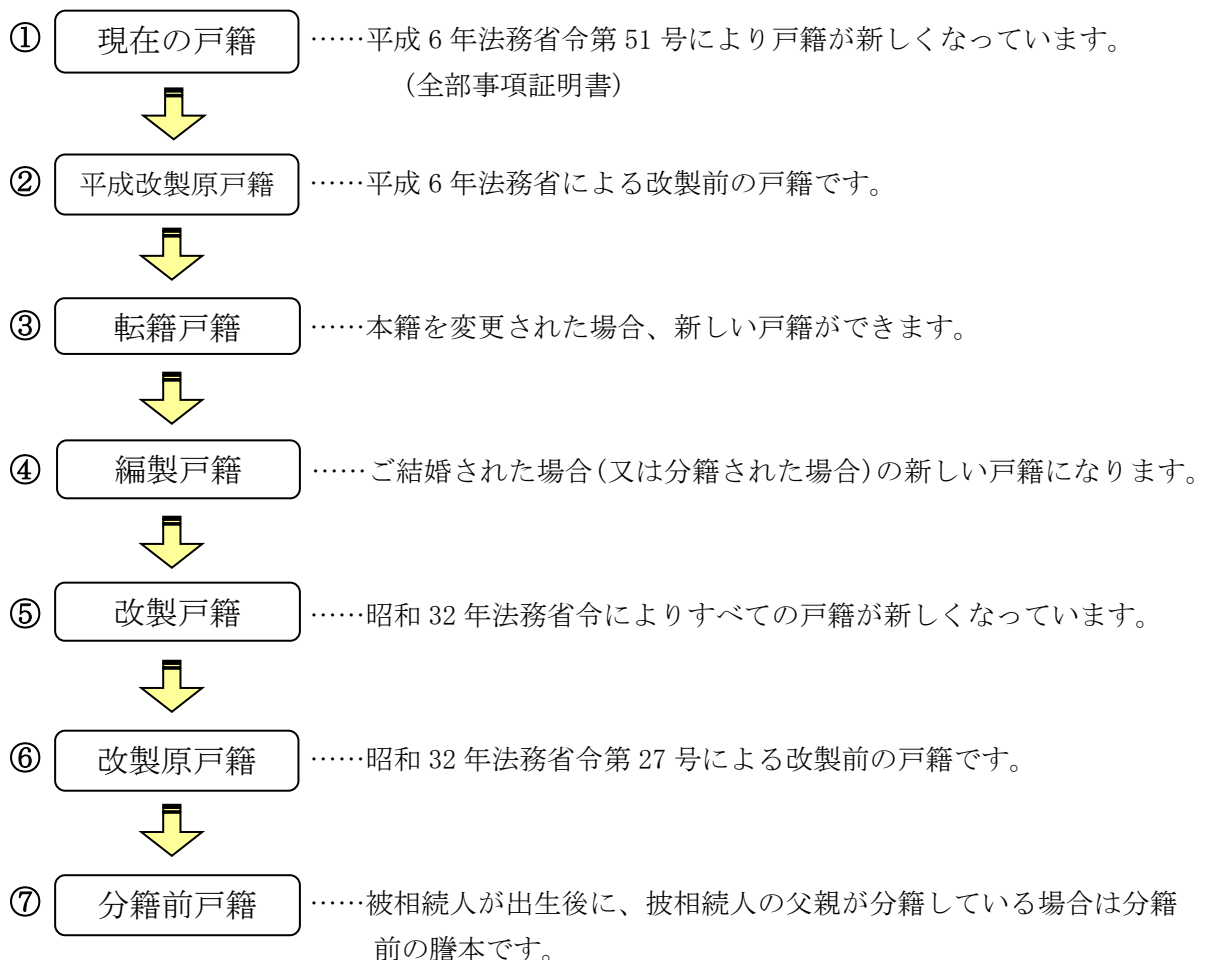 ① 現在の戸籍 ……平成 6 年法務省令第 51 号により戸籍が新しくなっています。
(全部事項証明書)
② 平成改製原戸籍 ……平成 6 年法務省による改製前の戸籍です。
③ 転籍戸籍 ……本籍を変更された場合、新しい戸籍ができます。
④ 編製戸籍 ……ご結婚された場合(又は分籍された場合)の新しい戸籍になります。
⑤ 改製戸籍 ……昭和 32 年法務省令によりすべての戸籍が新しくなっています。
⑥ 改製原戸籍 ……昭和 32 年法務省令第 27 号による改製前の戸籍です。
⑦ 分籍前戸籍 ……被相続人が出生後に、披相続人の父親が分籍している場合は分籍
前の謄本です。